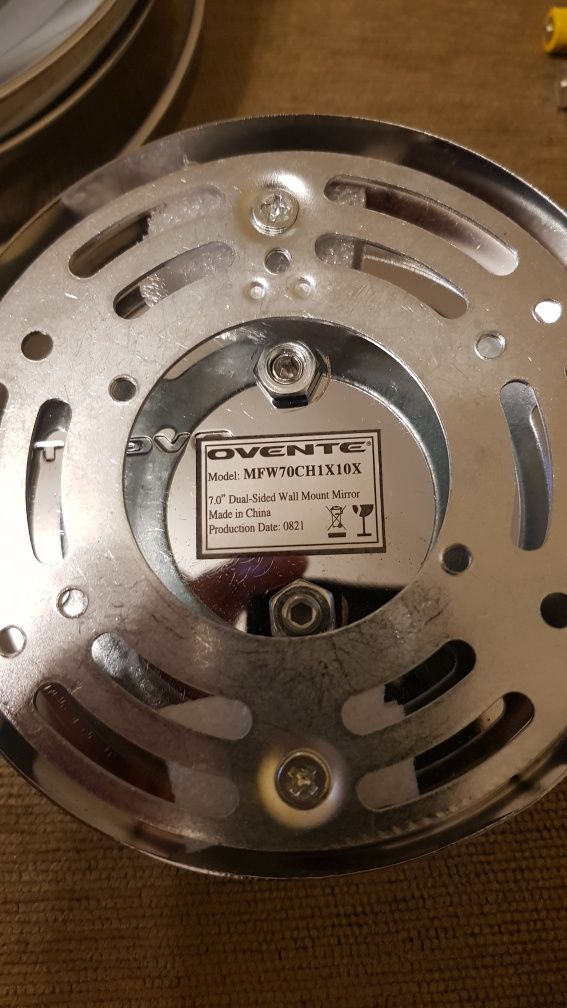 OVENTE®
Model: MFW70CH1X10X
7.0" Dual-Sided Wall Mount Mirror
Made in China
Production Date: 0821